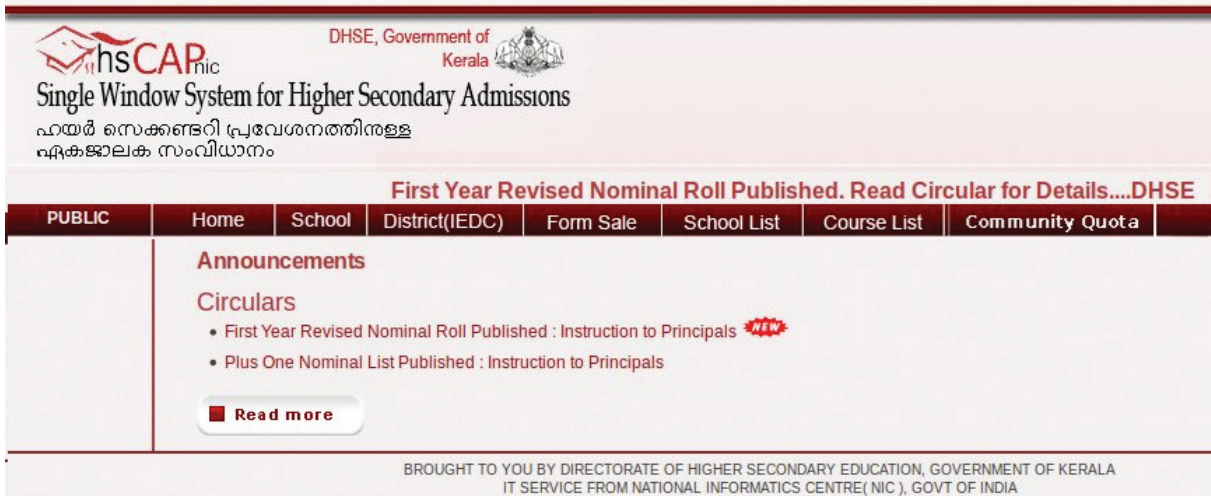 hsCAPnic
DHSE, Government of
Kerala
Single Window System for Higher Secondary Admissions
ഹയർ സെക്കണ്ടറി പ്രവേശനത്തിനുള്ള
ഏകജാലക സംവിധാനം
First Year Revised Nominal Roll Published. Read Circular for Details....DHSE
PUBLIC Home School District(IEDC) Form Sale School List Course List Community Quota
Announcements
Circulars
• First Year Revised Nominal Roll Published : Instruction to Principals NEW
• Plus One Nominal List Published : Instruction to Principals
Read more
BROUGHT TO YOU BY DIRECTORATE OF HIGHER SECONDARY EDUCATION, GOVERNMENT OF KERALA
IT SERVICE FROM NATIONAL INFORMATICS CENTRE( NIC ), GOVT OF INDIA